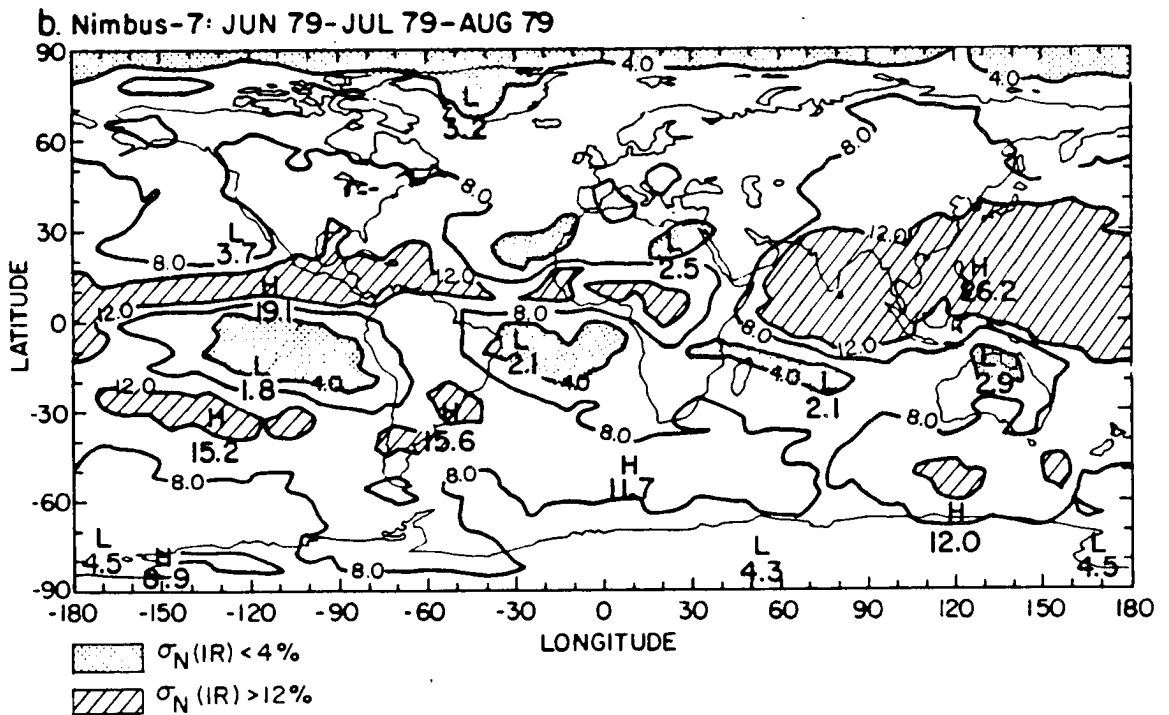 b. Nimbus-7: JUN 79-JUL 79-AUG 79
90
4.0
4.0
L
3.2
60
8.0
8.0
30
L
3.7
12.0
L
2.5
8.0
12.0
H
26.2
H
19.1
12.0
8.0
8.0
0
12.0
12.0
L
2.1
L
2.9
L
1.8
4.0
4.0
4.0
L
2.1
12.0
-30
H
15.2
H
15.6
8.0
8.0
8.0
H
11.7
-60
H
12.0
L
4.5
H
6.9
8.0
L
4.3
L
4.5
-90
LATITUDE
-180 -150 -120 -90 -60 -30 0 30 60 90 120 150 180
LONGITUDE
σN(IR) < 4%
σN(IR) >12%